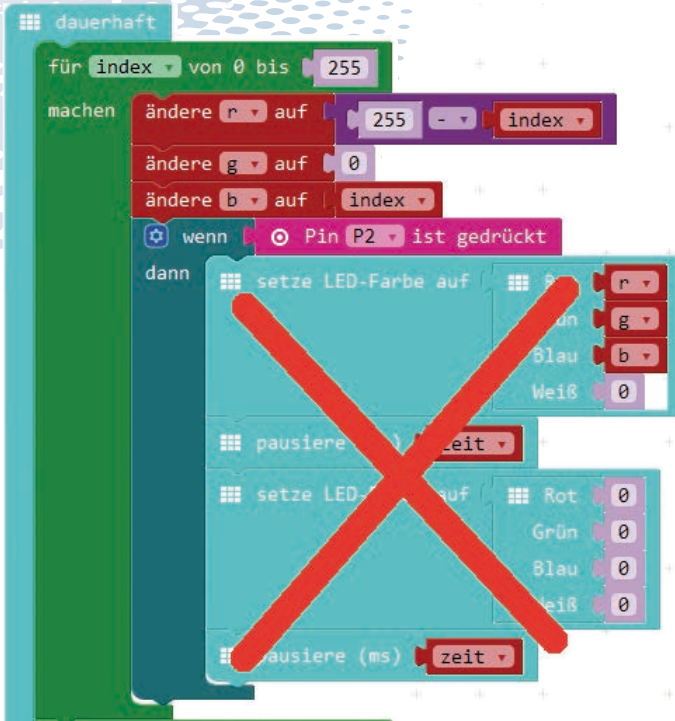 dauerhaft
für index von 0 bis 255
machen ändere r auf 255 - index
ändere g auf 0
ändere b auf index
wenn Pin P2 ist gedrückt
dann setze LED-Farbe auf r
g
Blau b
Weiß 0
pausiere zeit
setze auf Rot 0
Grün 0
Blau 0
0
(ms) zeit